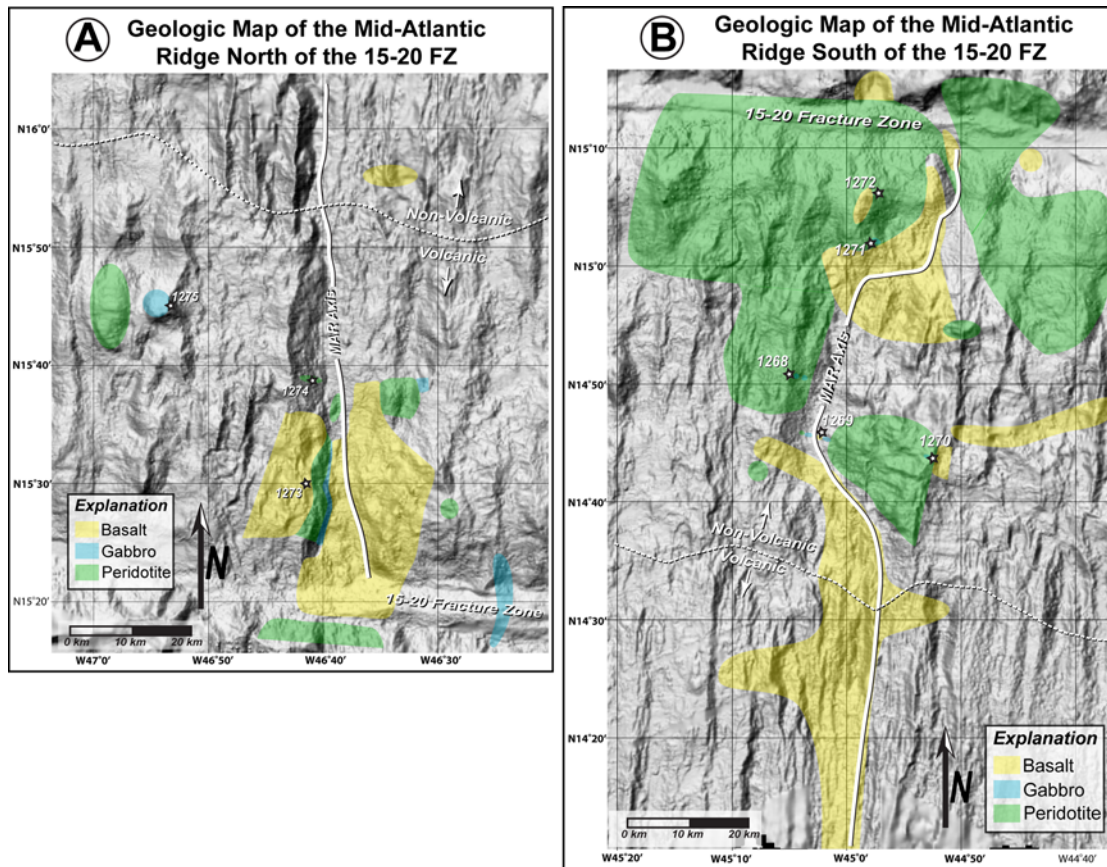 A
Geologic Map of the Mid-Atlantic
Ridge North of the 15-20 FZ
N16°0'
N15°50'
N15°40'
N15°30'
N15°20'
Non-Volcanic
Volcanic
1275
MAR Axis
1274
1273
15-20 Fracture Zone
Explanation
Basalt
Gabbro
Peridotite
N
0 km 10 km 20 km
W47°0' W46°50' W46°40' W46°30'
B
Geologic Map of the Mid-Atlantic
Ridge South of the 15-20 FZ
15-20 Fracture Zone
N15°10'
N15°0'
N14°50'
N14°40'
N14°30'
N14°20'
1272
1271
1268
MAR Axis
1269
1270
Non-Volcanic
Volcanic
Explanation
Basalt
Gabbro
Peridotite
N
0 km 10 km 20 km
W45°20' W45°10' W45°0' W44°50' W44°40'